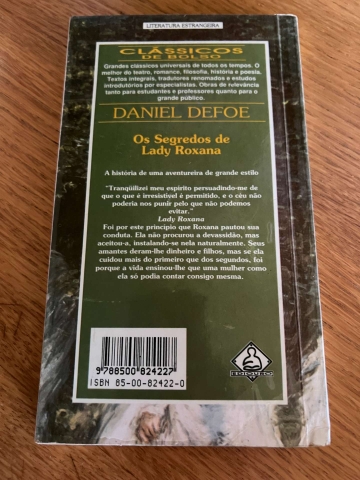 LITERATURA ESTRANGEIRA
CLÁSSICOS
DE BOLSO
Grandes clássicos universais de todos os tempos. O
melhor do teatro, romance, filosofia, história e poesia.
Textos integrais, tradutores renomados e estudos
introdutórios por especialistas. Obras de relevância
tanto para estudantes e professores quanto para o
grande público.
DANIEL DEFOE
Os Segredos de
Lady Roxana
A história de uma aventureira de grande estilo
"Tranqüilizei meu espírito persuadindo-me de
que o que é irresistível é permitido, e o céu não
poderia nos punir pelo que não podemos
evitar."
Lady Roxana
Foi por este princípio que Roxana pautou sua
conduta. Ela não procurou a devassidão, mas
aceitou-a, instalando-se nela naturalmente. Seus
amantes deram-lhe dinheiro e filhos, mas se ela
cuidou mais do primeiro que dos segundos, foi
porque a vida ensinou-lhe que uma mulher como
ela só podia contar consigo mesma.
9 788500 824227
ISBN 85-00-82422-0